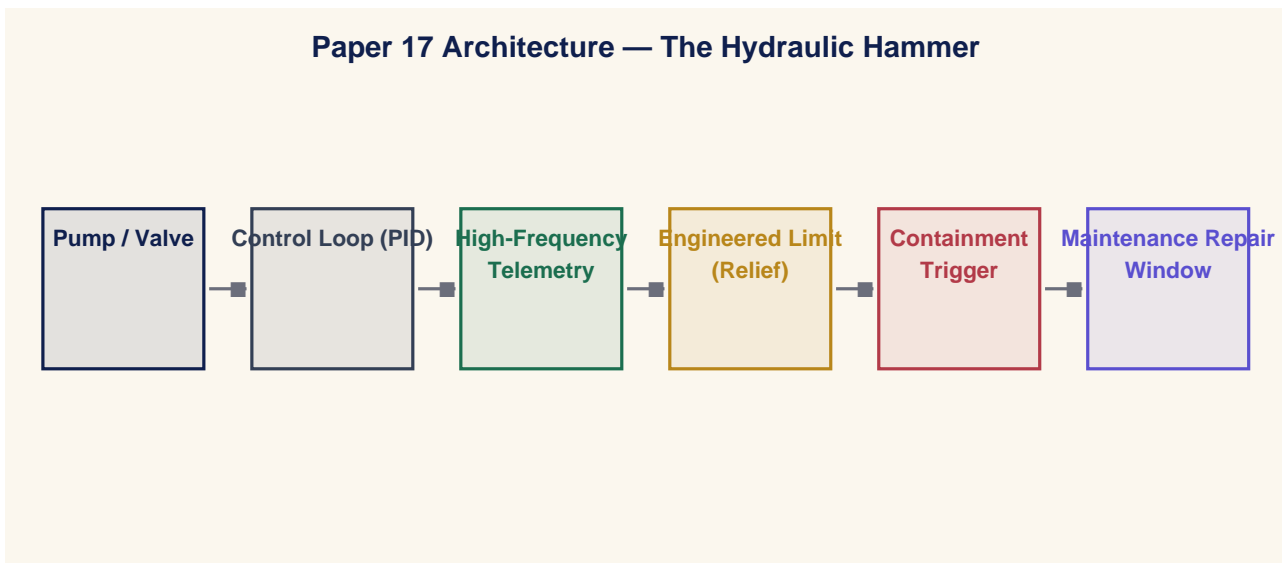 Paper 17 Architecture — The Hydraulic Hammer
Pump / Valve
Control Loop (PID)
High-Frequency
Telemetry
Engineered Limit
(Relief)
Containment
Trigger
Maintenance Repair
Window